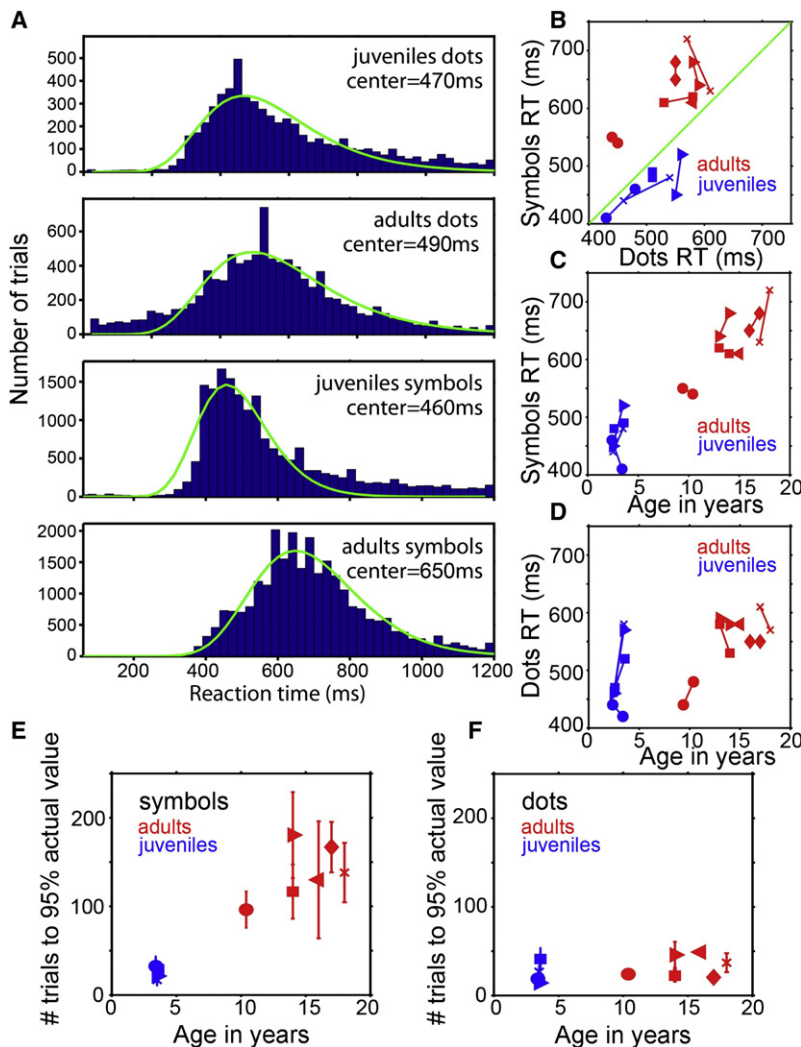 A
500
400
300
200
100
0
juveniles dots
center=470ms
600
400
200
0
adults dots
center=490ms
Number of trials
1500
1000
500
0
juveniles symbols
center=460ms
2000
1500
1000
500
0
adults symbols
center=650ms
200
400
600
800
1000
1200
Reaction time (ms)
B
Symbols RT (ms)
700
600
500
400
adults
juveniles
400
500
600
700
Dots RT (ms)
C
Symbols RT (ms)
700
600
500
400
adults
juveniles
0
5
10
15
20
Age in years
D
Dots RT (ms)
700
600
500
400
adults
juveniles
0
5
10
15
20
Age in years
E
# trials to 95% actual value
200
100
0
symbols
adults
juveniles
0
5
10
15
20
Age in years
F
# trials to 95% actual value
200
100
0
dots
adults
juveniles
0
5
10
15
20
Age in years